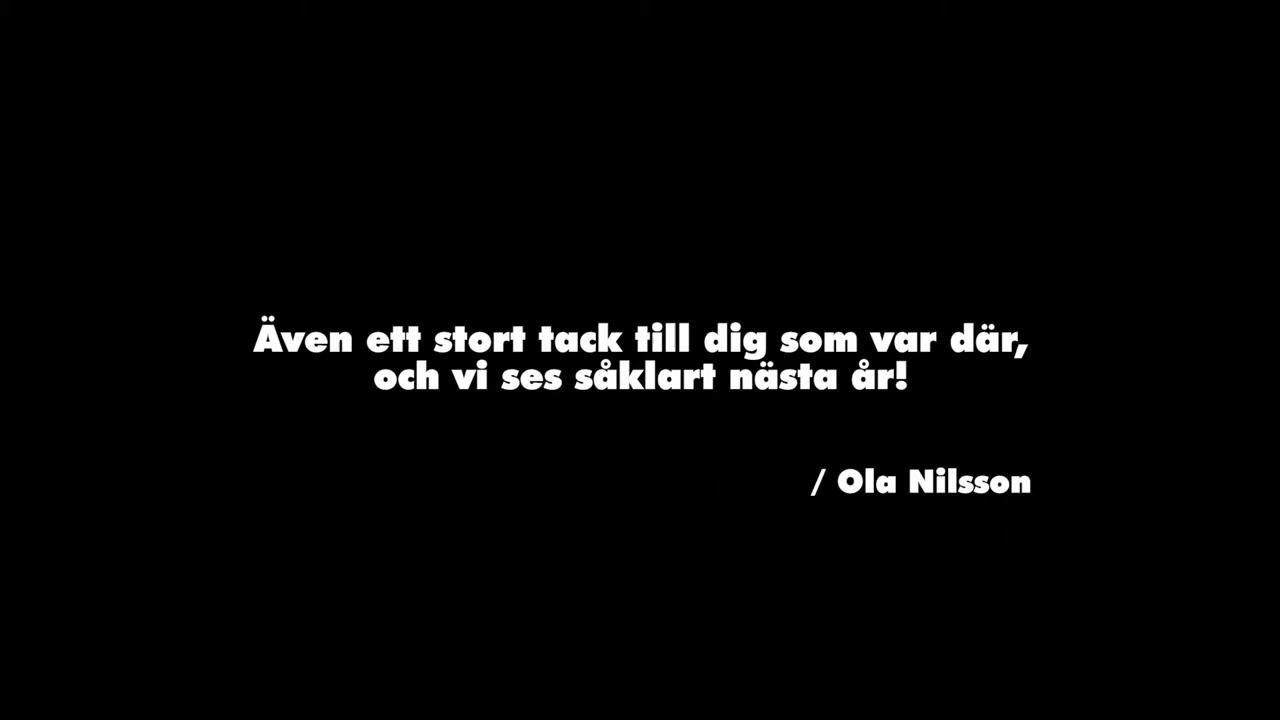 Även ett stort tack till dig som var där,
och vi ses såklart nästa år!
/ Ola Nilsson